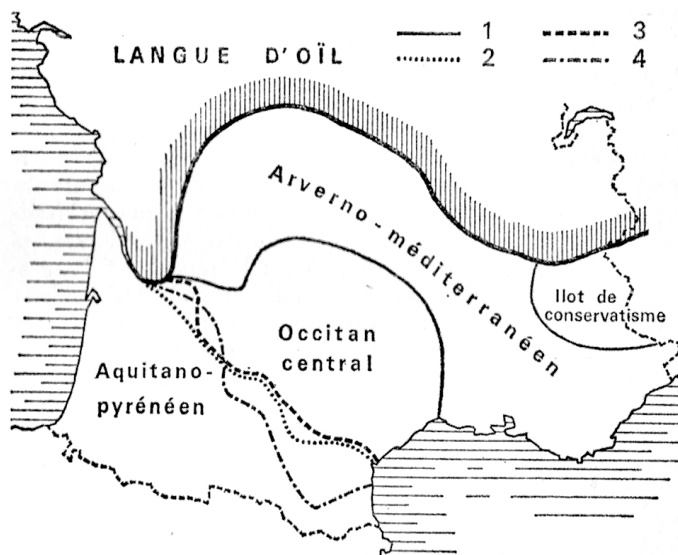 LANGUE D'OÏL
1
2
3
4
Arverno-méditerranéen
Ilot de
conservatisme
Occitan
central
Aquitano-
pyrénéen